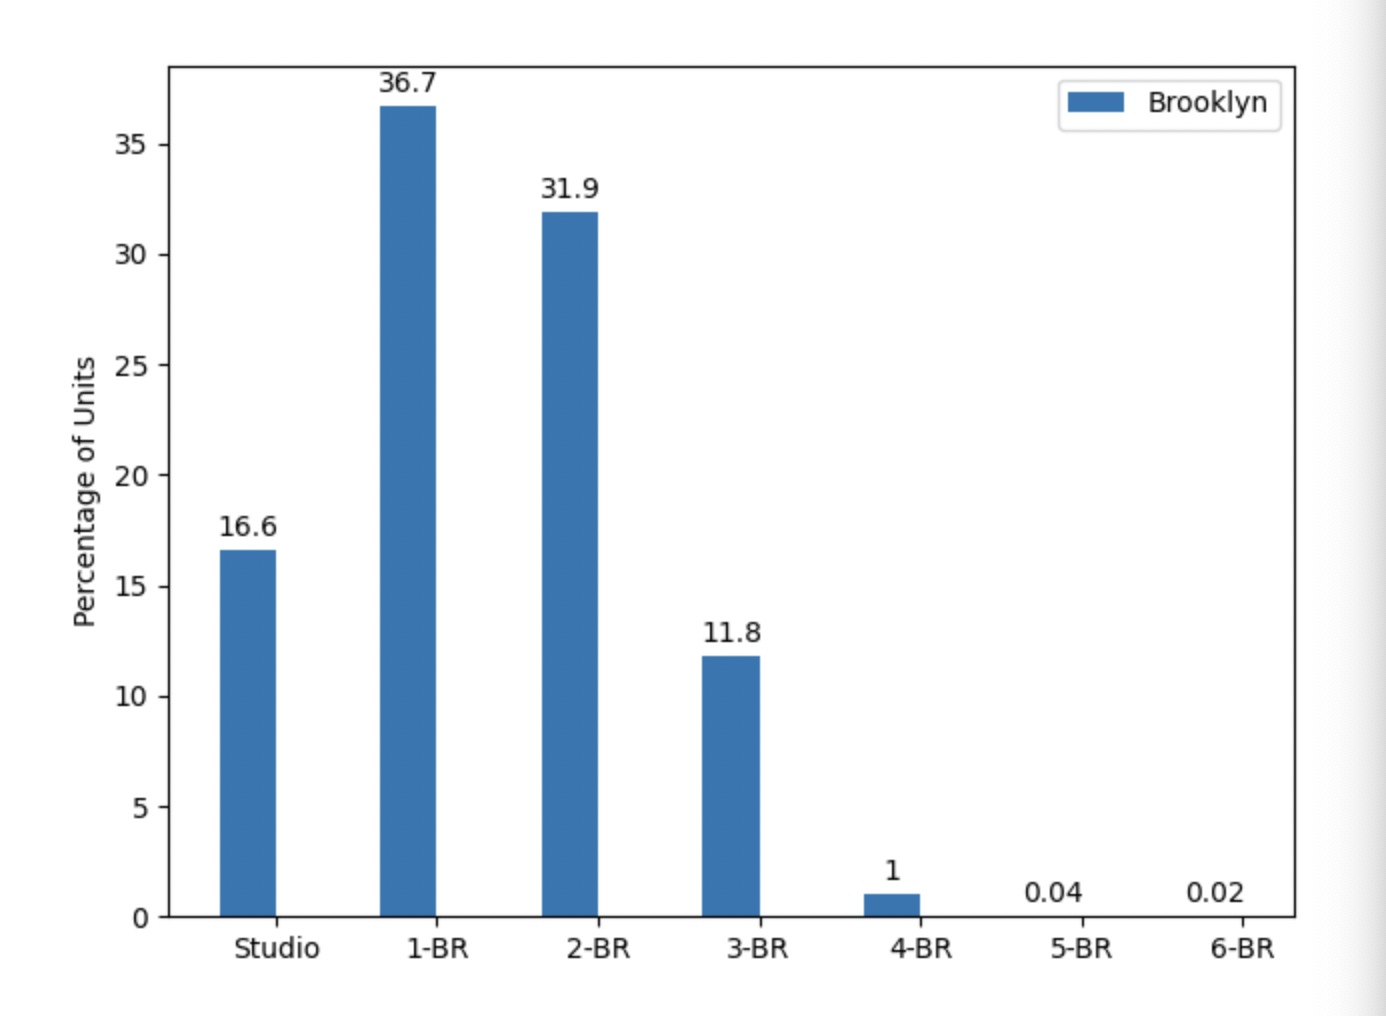 36.7
Brooklyn
35
31.9
30
25
Percentage of Units
20
16.6
15
11.8
10
5
1
0.04
0.02
0
Studio
1-BR
2-BR
3-BR
4-BR
5-BR
6-BR